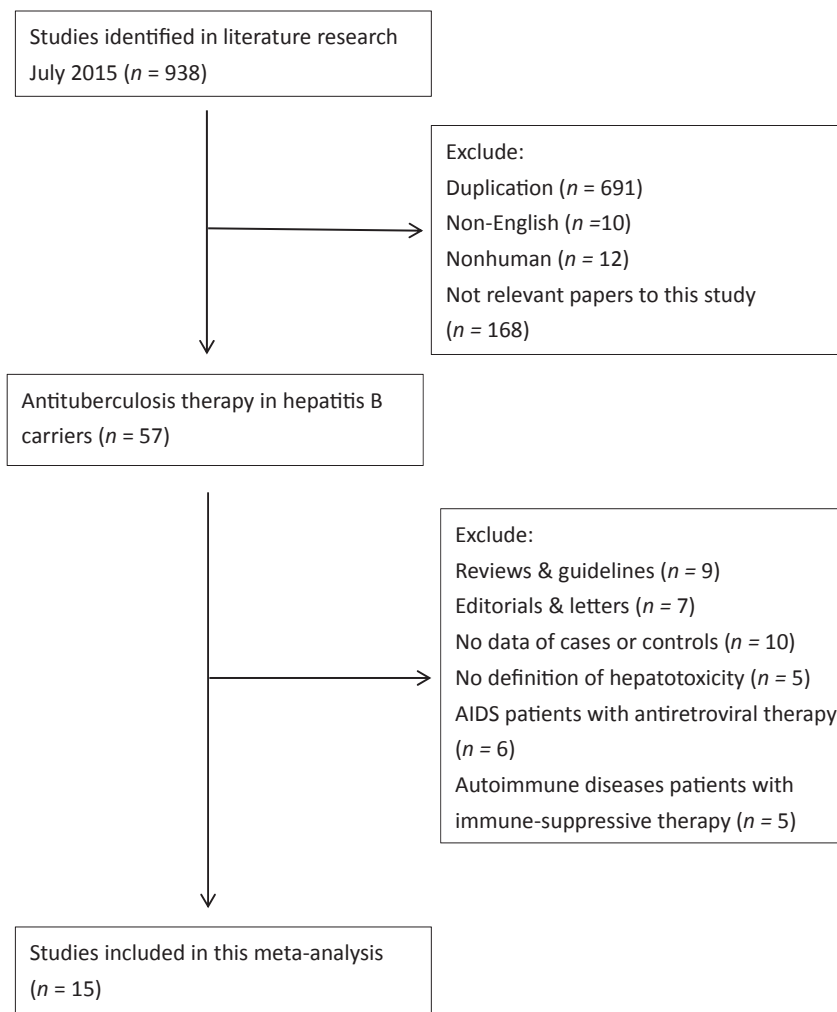 Studies identified in literature research
July 2015 (n = 938)
Exclude:
Duplication (n = 691)
Non-English (n =10)
Nonhuman (n = 12)
Not relevant papers to this study
(n = 168)
Antituberculosis therapy in hepatitis B
carriers (n = 57)
Exclude:
Reviews & guidelines (n = 9)
Editorials & letters (n = 7)
No data of cases or controls (n = 10)
No definition of hepatotoxicity (n = 5)
AIDS patients with antiretroviral therapy
(n = 6)
Autoimmune diseases patients with
immune-suppressive therapy (n = 5)
Studies included in this meta-analysis
(n = 15)